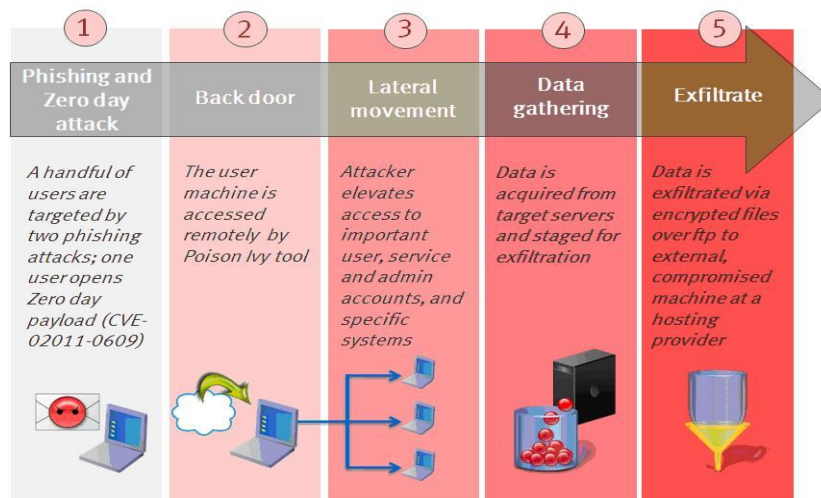 1
Phishing and
Zero day
attack
A handful of
users are
targeted by
two phishing
attacks; one
user opens
Zero day
payload (CVE-
02011-0609)
2
Back door
The user
machine is
accessed
remotely by
Poison Ivy tool
3
Lateral
movement
Attacker
elevates
access to
important
user, service
and admin
accounts, and
specific
systems
4
Data
gathering
Data is
acquired from
target servers
and staged for
exfiltration
5
Exfiltrate
Data is
exfiltrated via
encrypted files
over ftp to
external,
compromised
machine at a
hosting
provider